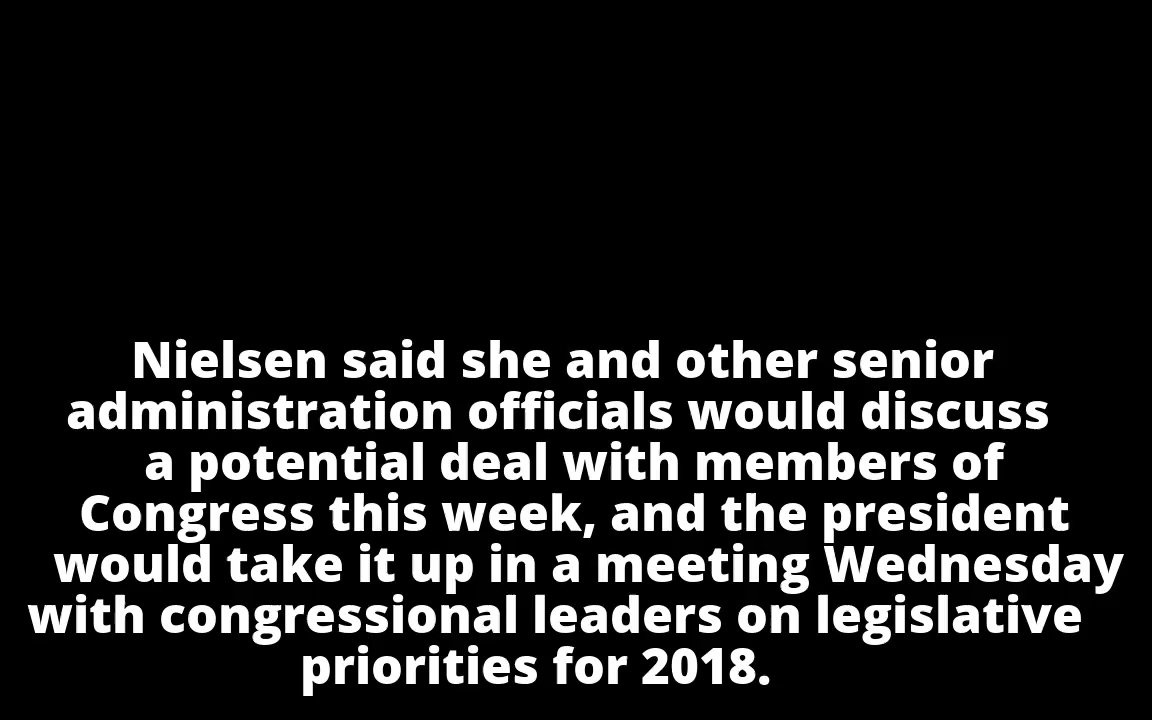 Nielsen said she and other senior
administration officials would discuss
a potential deal with members of
Congress this week, and the president
would take it up in a meeting Wednesday
with congressional leaders on legislative
priorities for 2018.